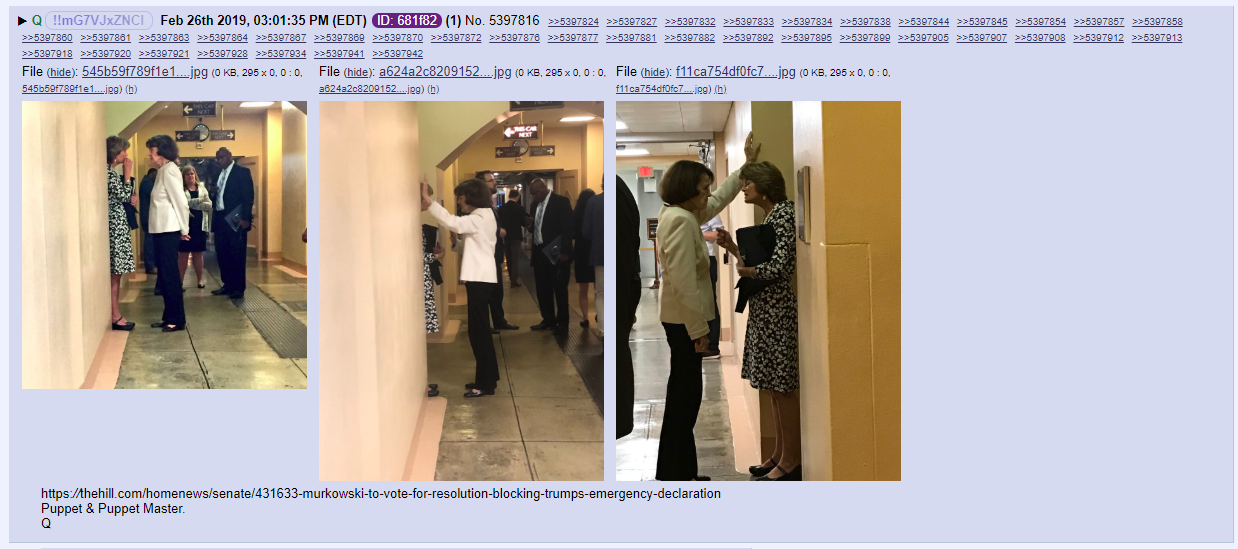 ▶ Q !!mG7VJxZNCI Feb 26th 2019, 03:01:35 PM (EDT) ID: 681f82 (1) No. 5397816 >>5397824 >>5397827 >>5397832 >>5397833 >>5397834 >>5397838 >>5397844 >>5397845 >>5397854 >>5397857 >>5397858
>>5397860 >>5397861 >>5397863 >>5397864 >>5397867 >>5397869 >>5397870 >>5397872 >>5397876 >>5397877 >>5397881 >>5397882 >>5397892 >>5397895 >>5397899 >>5397905 >>5397907 >>5397908 >>5397912 >>5397913
>>5397918 >>5397920 >>5397921 >>5397928 >>5397934 >>5397941 >>5397942
File (hide): 545b59f789f1e1....jpg (0 KB, 295 x 0, 0 : 0, File (hide): a624a2c8209152....jpg (0 KB, 295 x 0, 0 : 0, File (hide): f11ca754df0fc7....jpg (0 KB, 295 x 0, 0 : 0,
545b59f789f1e1....jpg) (h) a624a2c8209152....jpg) (h) f11ca754df0fc7....jpg) (h)
THIS CAR
NEXT
THIS CAR
NEXT
https://thehill.com/homenews/senate/431633-murkowski-to-vote-for-resolution-blocking-trumps-emergency-declaration
Puppet & Puppet Master.
Q